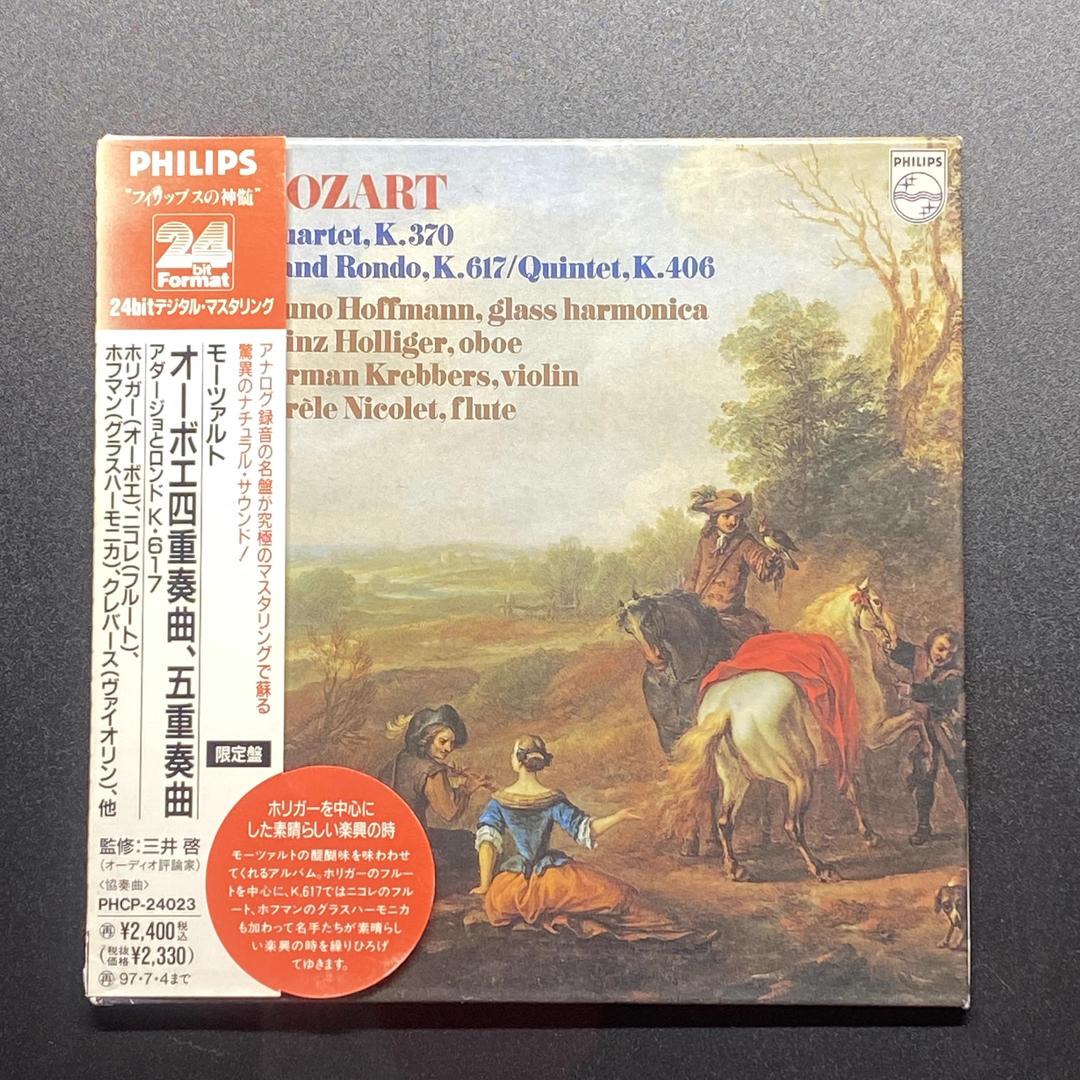 PHILIPS
"フィリップスの神髄"
24
bit
Format
24bitデジタル・マスタリング
アナログ録音の名盤が究極のマスタリングで蘇る
驚異のナチュラル・サウンド!
モーツァルト
オーボエ四重奏曲、五重奏曲
アダージョとロンド K・617
ホリガー(オーボエ)、ニコレ(フルート)、
ホフマン(グラスハーモニカ)、クレバース(ヴァイオリン)、他
限定盤
監修:三井 啓
(オーディオ評論家)
〈協奏曲〉
PHCP-24023
再 ¥2,400税込
(税抜価格¥2,330)
再 97・7・4まで
ホリガーを中心に
した素晴らしい楽興の時
モーツァルトの醍醐味を味わわせ
てくれるアルバム。ホリガーのフルー
トを中心に、K.617ではニコレのフル
ート、ホフマンのグラスハーモニカ
も加わって名手たちが素晴らし
い楽興の時を繰りひろげ
てゆきます。
OZART
uartet, K.370
and Rondo, K.617/Quintet, K.406
uno Hoffmann, glass harmonica
inz Holliger, oboe
rman Krebbers, violin
rèle Nicolet, flute
PHILIPS